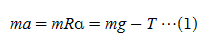 ma = mRα = mg − T ⋯(1)